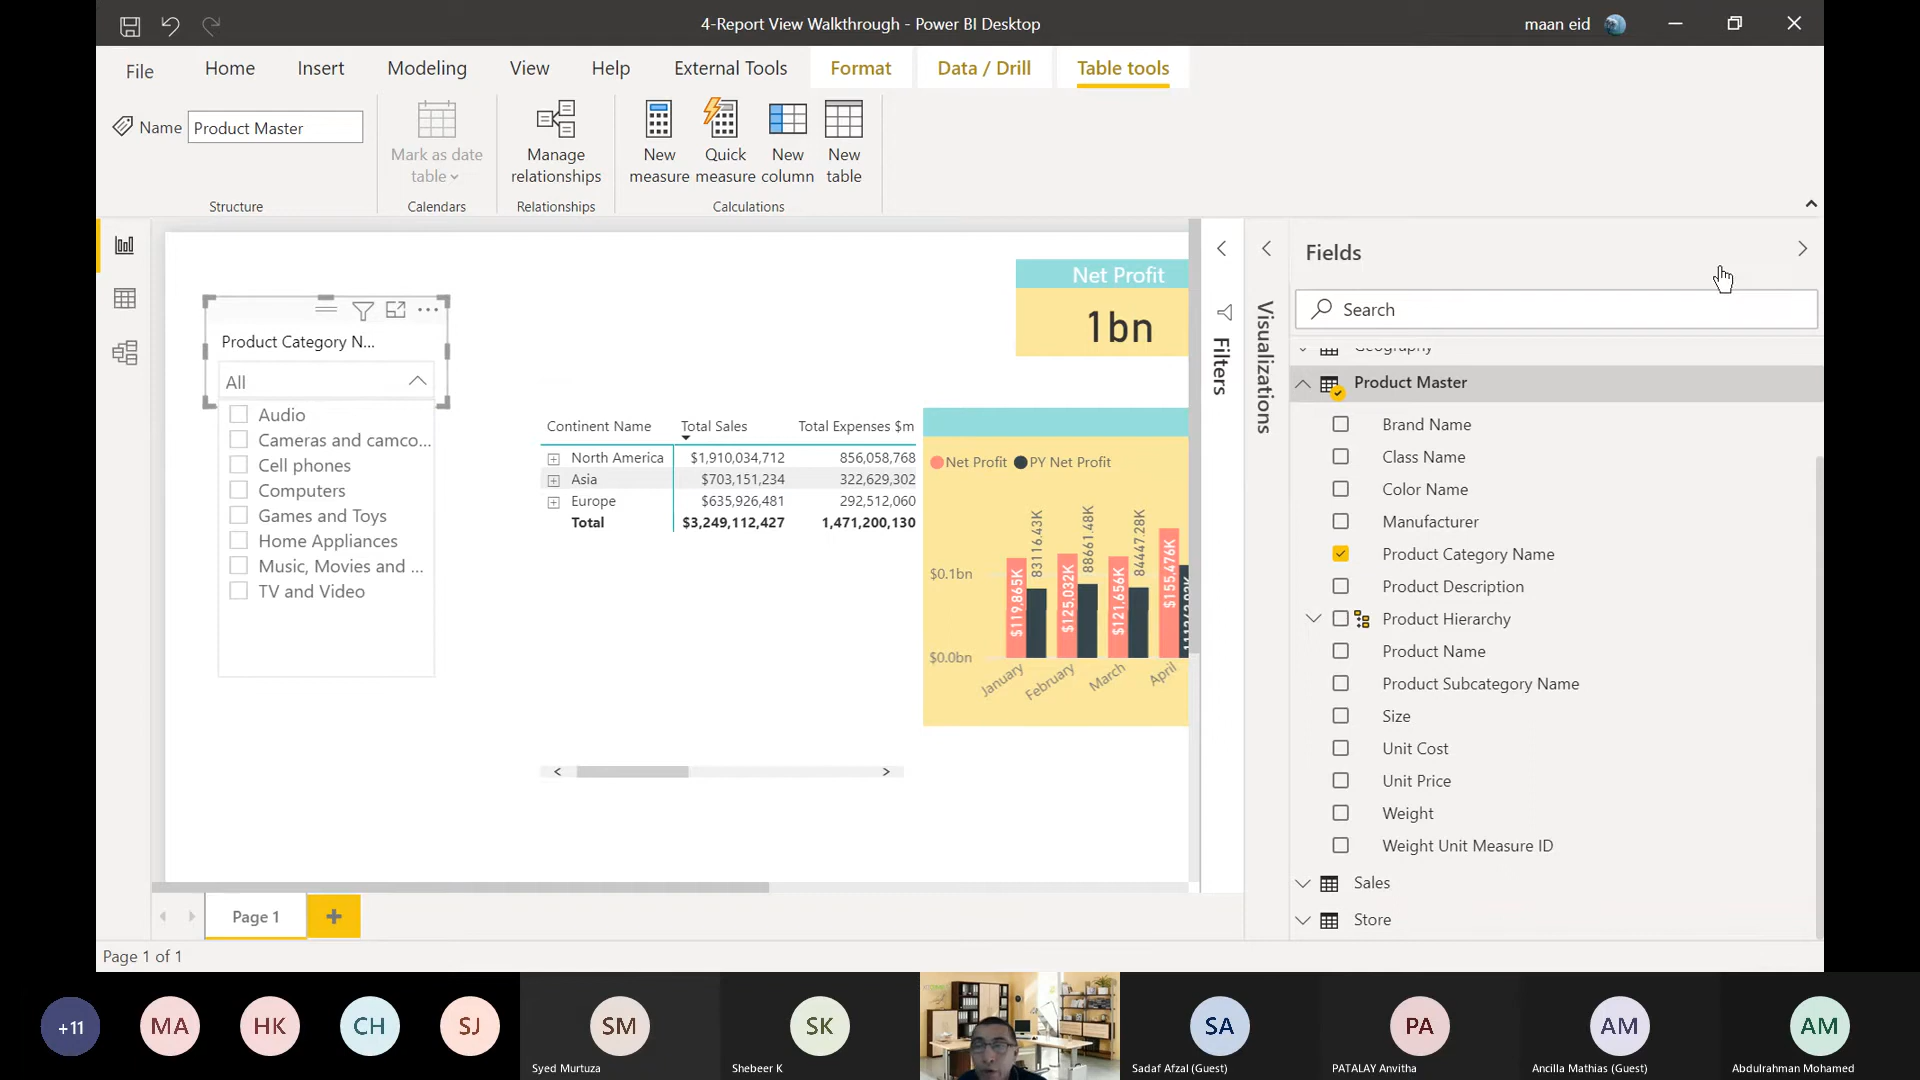 4-Report View Walkthrough - Power BI Desktop
maan eid
File
Home
Insert
Modeling
View
Help
External Tools
Format
Data / Drill
Table tools
Name
Product Master
Mark as date table
Manage relationships
New measure
Quick measure
New column
New table
Structure
Calendars
Relationships
Calculations
Product Category N...
All
Audio
Cameras and camco...
Cell phones
Computers
Games and Toys
Home Appliances
Music, Movies and ...
TV and Video
Continent Name Total Sales Total Expenses $m
North America $1,910,034,712 856,058,768
Asia $703,151,234 322,629,302
Europe $635,926,481 292,512,060
Total $3,249,112,427 1,471,200,130
Net Profit
1bn
Net Profit PY Net Profit
$0.1bn
$0.0bn
$119,865K
83116.43K
$125,032K
88661.48K
$121,656K
84447.28K
$155,476K
January
February
March
April
Filters
Visualizations
Fields
Search
Geography
Product Master
Brand Name
Class Name
Color Name
Manufacturer
Product Category Name
Product Description
Product Hierarchy
Product Name
Product Subcategory Name
Size
Unit Cost
Unit Price
Weight
Weight Unit Measure ID
Sales
Store
Page 1
+
Page 1 of 1
+11
MA
HK
CH
SJ
SM
Syed Murtuza
SK
Shebeer K
SA
Sadaf Afzal (Guest)
PA
PATALAY Anvitha
AM
Ancilla Mathias (Guest)
AM
Abdulrahman Mohamed